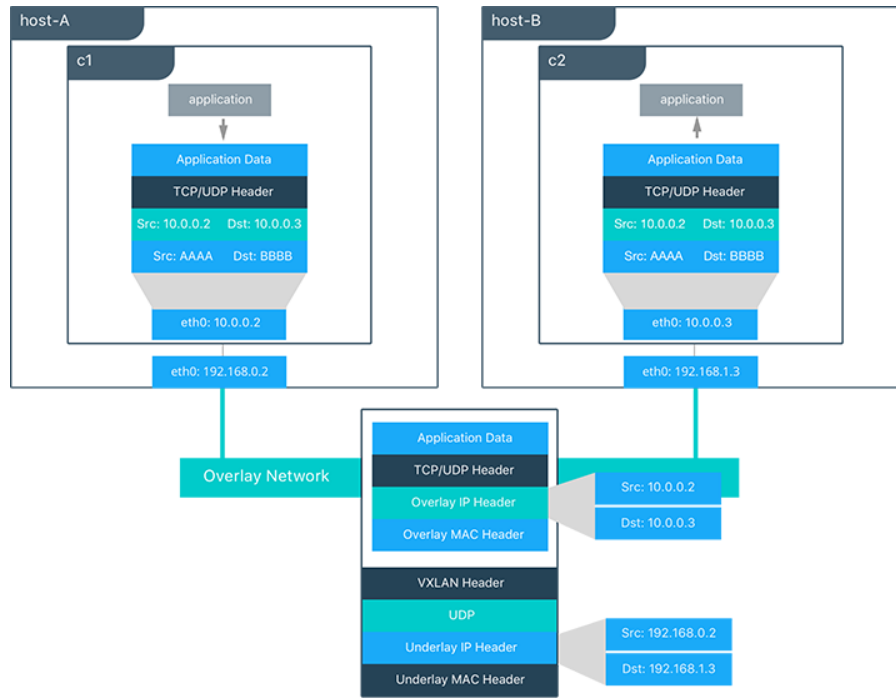 host-A
c1
application
Application Data
TCP/UDP Header
Src: 10.0.0.2 Dst: 10.0.0.3
Src: AAAA Dst: BBBB
eth0: 10.0.0.2
eth0: 192.168.0.2
host-B
c2
application
Application Data
TCP/UDP Header
Src: 10.0.0.2 Dst: 10.0.0.3
Src: AAAA Dst: BBBB
eth0: 10.0.0.3
eth0: 192.168.1.3
Overlay Network
Application Data
TCP/UDP Header
Overlay IP Header
Overlay MAC Header
Src: 10.0.0.2
Dst: 10.0.0.3
VXLAN Header
UDP
Underlay IP Header
Underlay MAC Header
Src: 192.168.0.2
Dst: 192.168.1.3